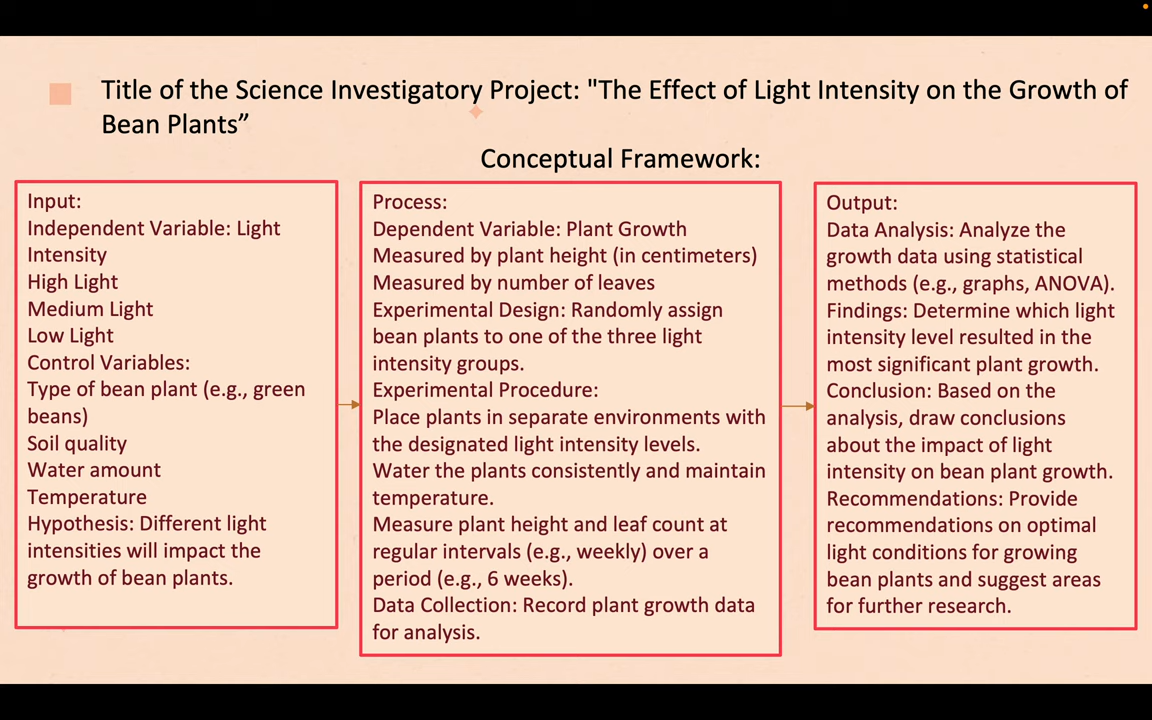 Title of the Science Investigatory Project: "The Effect of Light Intensity on the Growth of
Bean Plants”
Conceptual Framework:
Input:
Independent Variable: Light
Intensity
High Light
Medium Light
Low Light
Control Variables:
Type of bean plant (e.g., green
beans)
Soil quality
Water amount
Temperature
Hypothesis: Different light
intensities will impact the
growth of bean plants.
Process:
Dependent Variable: Plant Growth
Measured by plant height (in centimeters)
Measured by number of leaves
Experimental Design: Randomly assign
bean plants to one of the three light
intensity groups.
Experimental Procedure:
Place plants in separate environments with
the designated light intensity levels.
Water the plants consistently and maintain
temperature.
Measure plant height and leaf count at
regular intervals (e.g., weekly) over a
period (e.g., 6 weeks).
Data Collection: Record plant growth data
for analysis.
Output:
Data Analysis: Analyze the
growth data using statistical
methods (e.g., graphs, ANOVA).
Findings: Determine which light
intensity level resulted in the
most significant plant growth.
Conclusion: Based on the
analysis, draw conclusions
about the impact of light
intensity on bean plant growth.
Recommendations: Provide
recommendations on optimal
light conditions for growing
bean plants and suggest areas
for further research.